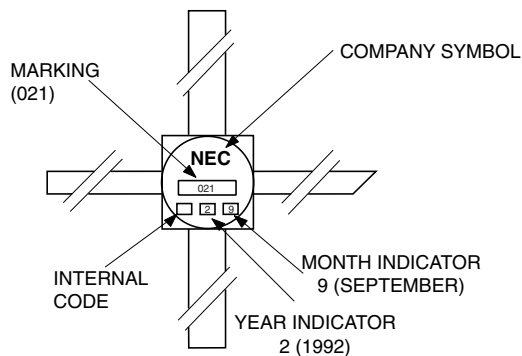 COMPANY SYMBOL
MARKING
(021)
NEC
021
2 9
INTERNAL
CODE
MONTH INDICATOR
9 (SEPTEMBER)
YEAR INDICATOR
2 (1992)